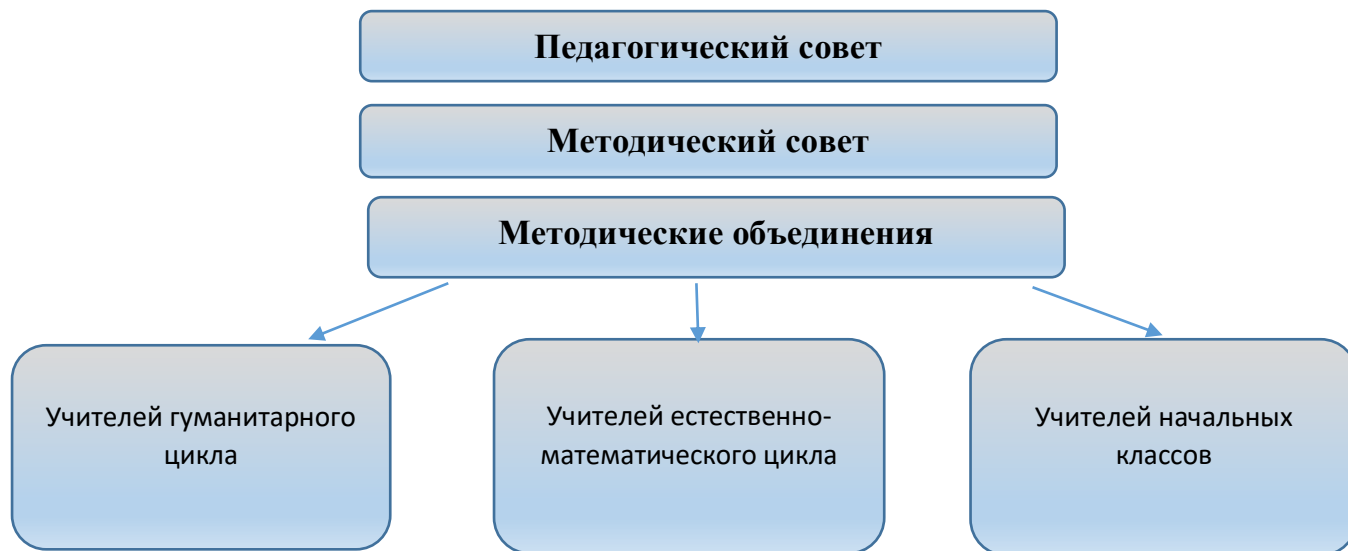 Педагогический совет
Методический совет
Методические объединения
Учителей гуманитарного
цикла
Учителей естественно-
математического цикла
Учителей начальных
классов